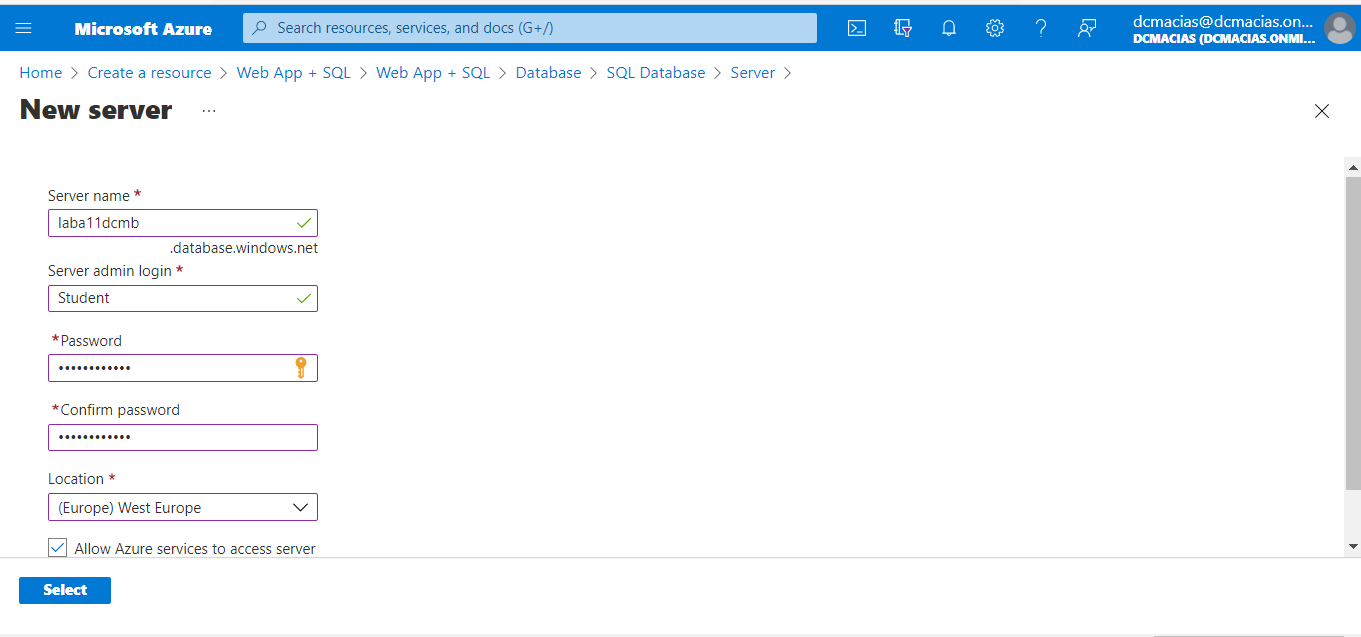 Microsoft Azure
Search resources, services, and docs (G+/)
dcmacias@dcmacias.on...
DCMACIAS (DCMACIAS.ONMI...
Home > Create a resource > Web App + SQL > Web App + SQL > Database > SQL Database > Server >
New server ...
Server name *
laba11dcmb
.database.windows.net
Server admin login *
Student
*Password
••••••••••••
*Confirm password
••••••••••••
Location *
(Europe) West Europe
Allow Azure services to access server
Select